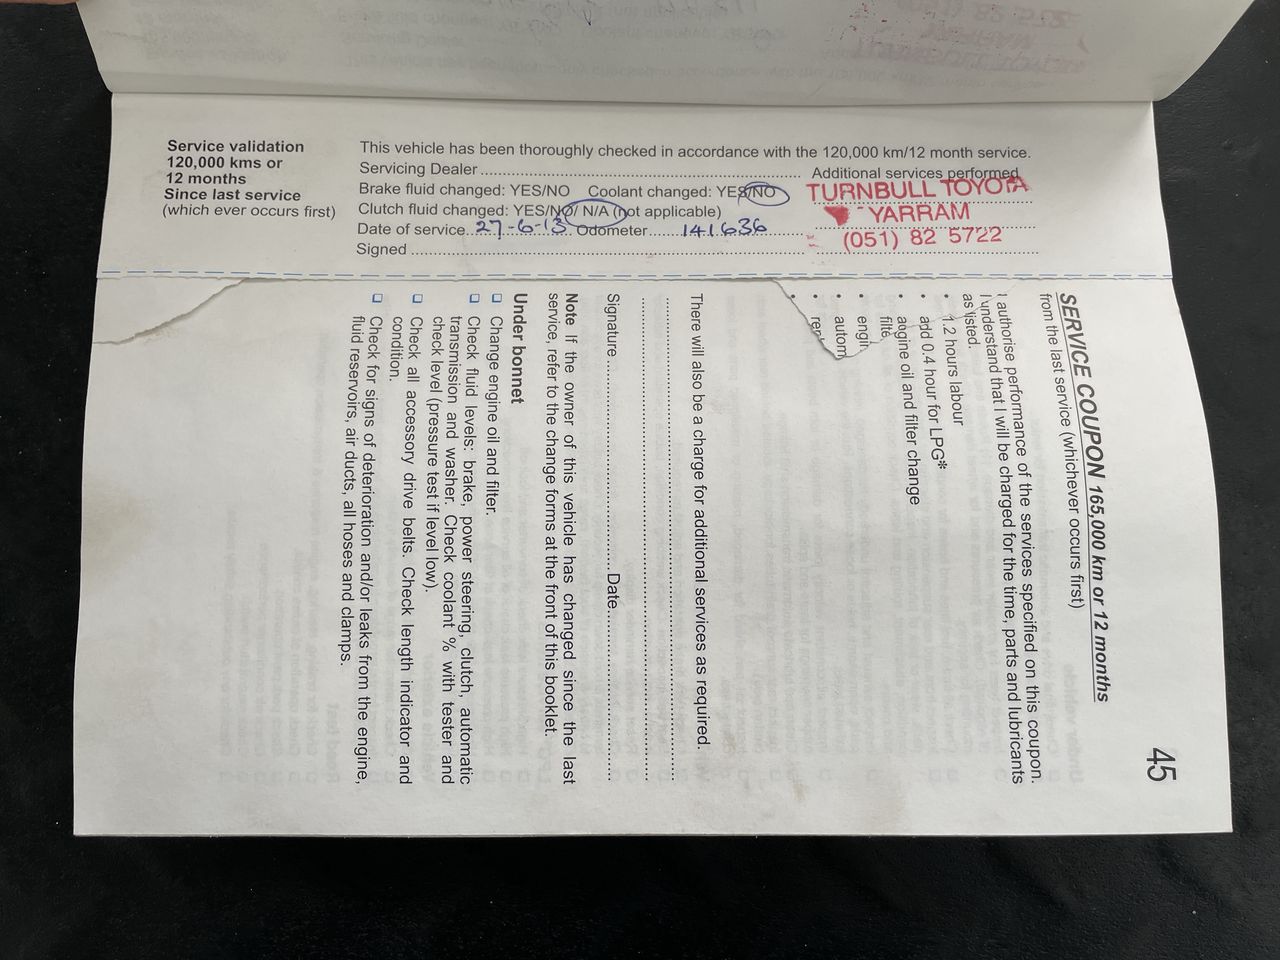 Service validation
120,000 kms or
12 months
Since last service
(which ever occurs first)
This vehicle has been thoroughly checked in accordance with the 120,000 km/12 month service.
Servicing Dealer
Additional services performed
Brake fluid changed: YES/NO Coolant changed: YES/NO
Clutch fluid changed: YES/NO/ N/A (not applicable)
Date of service 27-6-13 Odometer 141636
Signed
TURNBULL TOYOTA
YARRAM
(051) 82 5722
45
SERVICE COUPON 165,000 km or 12 months
from the last service (whichever occurs first)
I authorise performance of the services specified on this coupon.
I understand that I will be charged for the time, parts and lubricants
as listed.
• 1.2 hours labour
• add 0.4 hour for LPG*
• engine oil and filter change
filte
• engin
• autom
•
There will also be a charge for additional services as required.
Signature Date
Note If the owner of this vehicle has changed since the last
service, refer to the change forms at the front of this booklet.
Under bonnet
❑ Change engine oil and filter.
❑ Check fluid levels: brake, power steering, clutch, automatic
transmission and washer. Check coolant % with tester and
check level (pressure test if level low).
❑ Check all accessory drive belts. Check length indicator and
condition.
❑ Check for signs of deterioration and/or leaks from the engine,
fluid reservoirs, air ducts, all hoses and clamps.